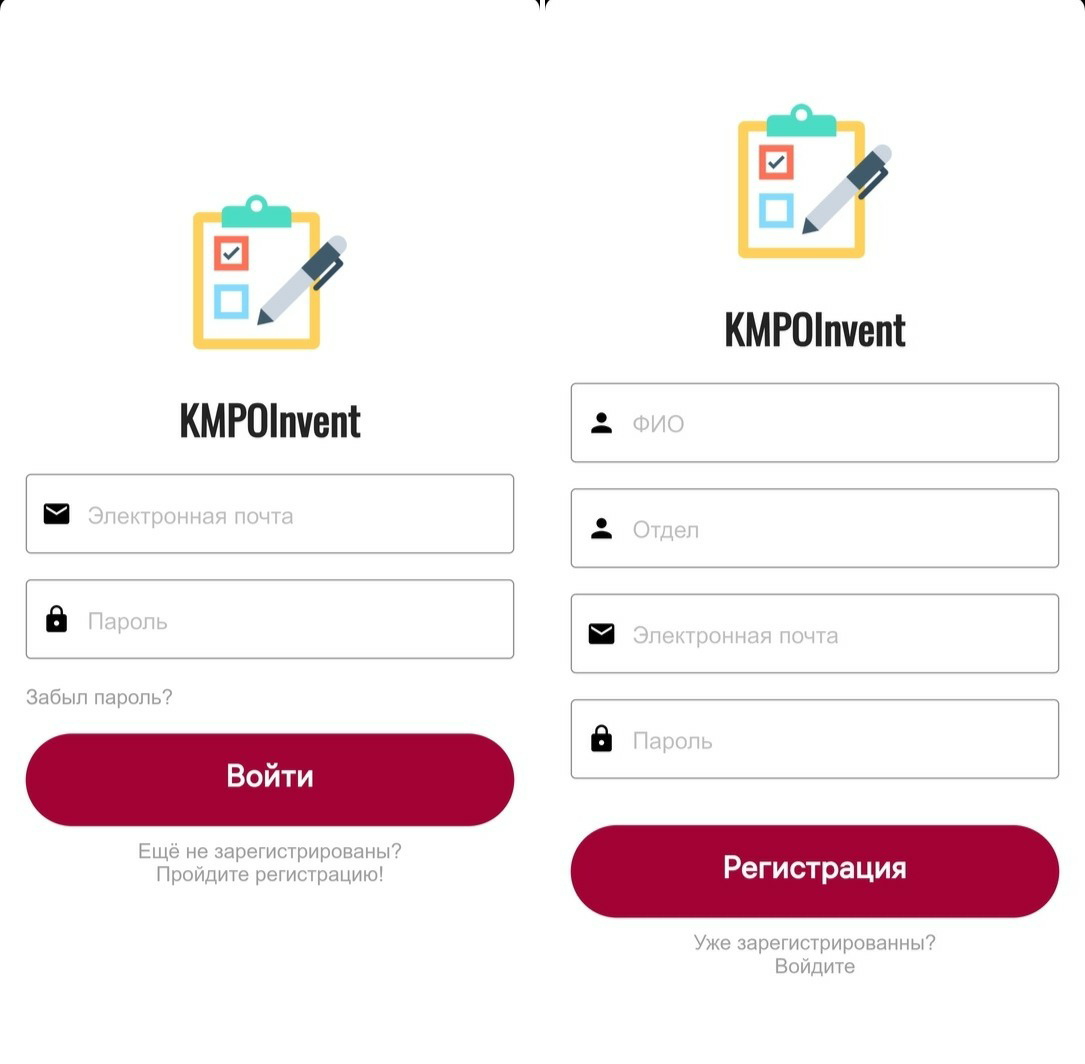 KMPOInvent
Электронная почта
Пароль
Забыл пароль?
Войти
Ещё не зарегистрированы?
Пройдите регистрацию!
KMPOInvent
ФИО
Отдел
Электронная почта
Пароль
Регистрация
Уже зарегистрированны?
Войдите